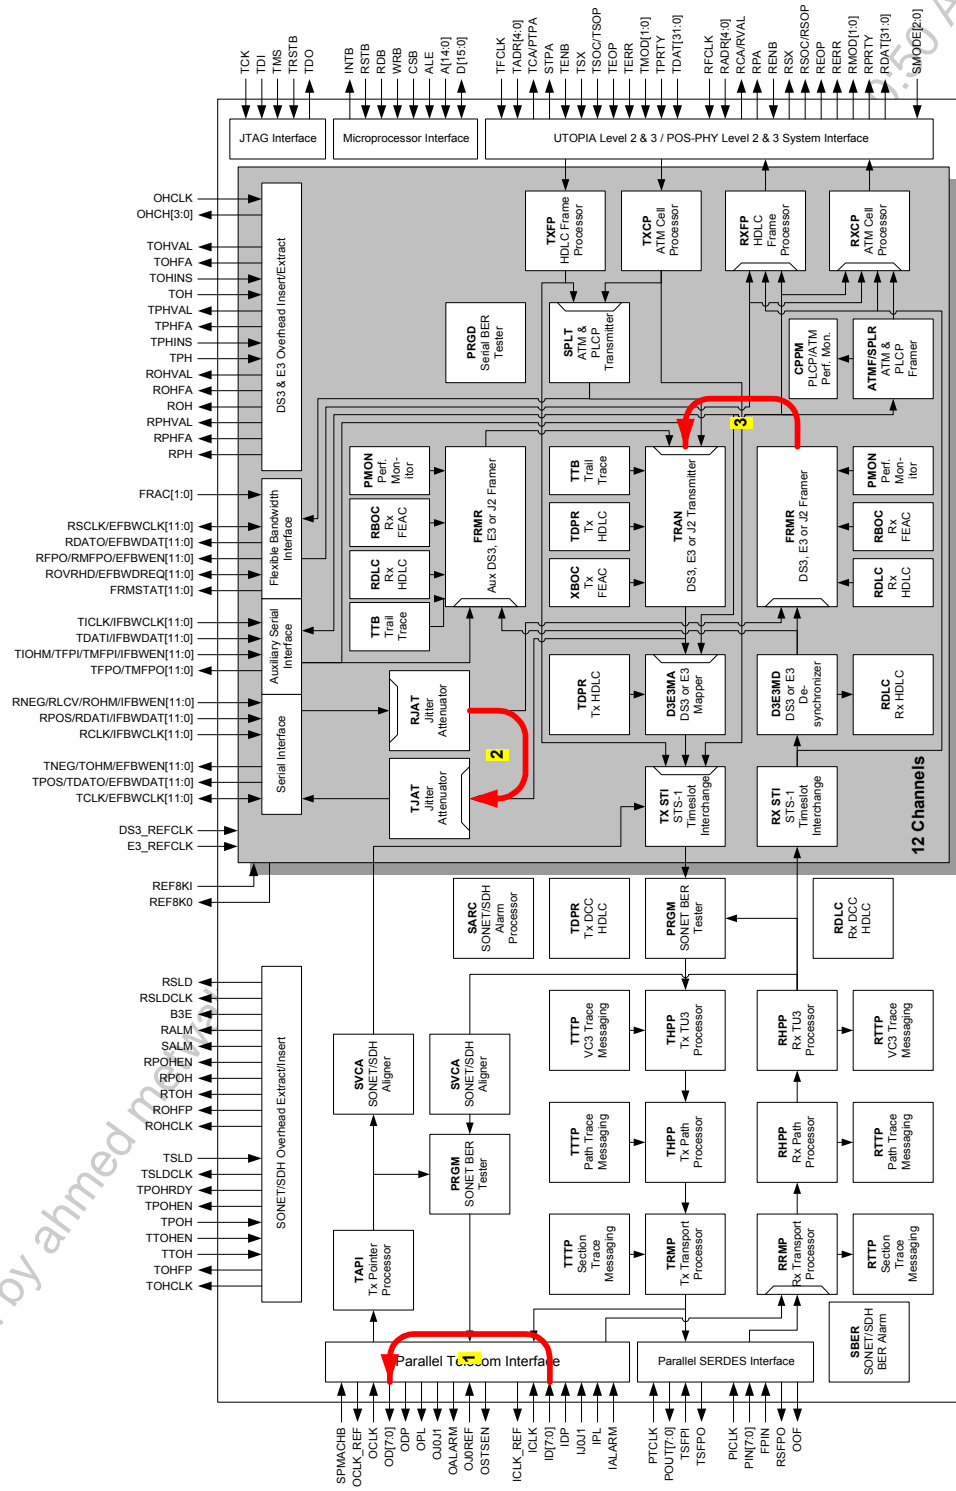 TCK
TDI
TMS
TRSTB
TDO
INTB
RSTB
RDB
WRB
CSB
ALE
A[14:0]
D[15:0]
TFCLK
TADR[4:0]
TCA/PTPA
STPA
TENB
TSX
TSOC/TSOP
TEOP
TERR
TMOD[1:0]
TPRTY
TDAT[31:0]
RFCLK
RADR[4:0]
RCA/RVAL
RPA
RENB
RSX
RSOC/RSOP
REOP
RERR
RMOD[1:0]
RPRTY
RDAT[31:0]
SMODE[2:0]
JTAG Interface
Microprocessor Interface
UTOPIA Level 2 & 3 / POS-PHY Level 2 & 3 System Interface
OHCLK
OHCH[3:0]
TOHVAL
TOHFA
TOHINS
TOH
TPHVAL
TPHFA
TPHINS
TPH
ROHVAL
ROHFA
ROH
RPHVAL
RPHFA
RPH
DS3 & E3 Overhead Insert/Extract
FRAC[1:0]
RSCLK/EFBWCLK[11:0]
RDATO/EFBWDAT[11:0]
RFPO/RMFPO/EFBWEN[11:0]
ROVRHD/EFBWDREQ[11:0]
FRMSTAT[11:0]
Flexible Bandwidth
Interface
TICLK/IFBWCLK[11:0]
TDATI/IFBWDAT[11:0]
TIOHM/TFPI/TMFPI/IFBWEN[11:0]
TFPO/TMFPO[11:0]
Auxiliary Serial
Interface
RNEG/RLCV/ROHM/IFBWEN[11:0]
RPOS/RDATI/IFBWDAT[11:0]
RCLK/IFBWCLK[11:0]
TNEG/TOHM/EFBWEN[11:0]
TPOS/TDATO/EFBWDAT[11:0]
TCLK/EFBWCLK[11:0]
Serial Interface
DS3_REFCLK
E3_REFCLK
REF8KI
REF8K0
TXFP
HDLC Frame
Processor
TXCP
ATM Cell
Processor
RXFP
HDLC
Frame
Processor
RXCP
ATM Cell
Processor
PRGD
Serial BER
Tester
SPLT
ATM &
PLCP
Transmitter
CPPM
PLCP/ATM
Perf. Mon.
ATMF/SPLR
ATM &
PLCP
Framer
PMON
Perf.
Mon-
itor
RBOC
Rx
FEAC
RDLC
Rx
HDLC
TTB
Trail
Trace
FRMR
Aux DS3, E3 or J2 Framer
TTB
Trail
Trace
TDPR
Tx
HDLC
XBOC
Tx
FEAC
TRAN
DS3, E3 or J2 Transmitter
3
FRMR
DS3, E3 or J2 Framer
PMON
Perf.
Mon-
itor
RBOC
Rx
FEAC
RDLC
Rx
HDLC
RJAT
Jitter
Attenuator
2
TJAT
Jitter
Attenuator
TDPR
Tx HDLC
D3E3MA
DS3 or E3
Mapper
D3E3MD
DS3 or E3
De-
synchronizer
RDLC
Rx HDLC
TX STI
STS-1
Timeslot
Interchange
RX STI
STS-1
Timeslot
Interchange
12 Channels
SARC
SONET/SDH
Alarm
Processor
TDPR
Tx DCC
HDLC
PRGM
SONET BER
Tester
RDLC
Rx DCC
HDLC
RSLD
RSLDCLK
B3E
RALM
SALM
RPOHEN
RPOH
RTOH
ROHFP
ROHCLK
TSLD
TSLDCLK
TPOHRDY
TPOHEN
TPOH
TTOHEN
TTOH
TOHFP
TOHCLK
SONET/SDH Overhead Extract/Insert
SVCA
SONET/SDH
Aligner
SVCA
SONET/SDH
Aligner
TTTP
VC3 Trace
Messaging
THPP
Tx TU3
Processor
RHPP
Rx TU3
Processor
RTTP
VC3 Trace
Messaging
PRGM
SONET BER
Tester
TTTP
Path Trace
Messaging
THPP
Tx Path
Processor
RHPP
Rx Path
Processor
RTTP
Path Trace
Messaging
TAPI
Tx Pointer
Processor
TTTP
Section
Trace
Messaging
TRMP
Tx Transport
Processor
RRMP
Rx Transport
Processor
RTTP
Section Trace
Messaging
Parallel Telecom Interface
1
Parallel SERDES Interface
SBER
SONET/SDH
BER Alarm
SPMACHB
OCLK_REF
OCLK
OD[7:0]
ODP
OPL
OJ0J1
OALARM
OJ0REF
OSTSEN
ICLK_REF
ICLK
ID[7:0]
IDP
IJ0J1
IPL
IALARM
PTCLK
POUT[7:0]
TSFPI
TSFPO
PICLK
PIN[7:0]
FPIN
RSFPO
OOF
by ahmed
:50 A